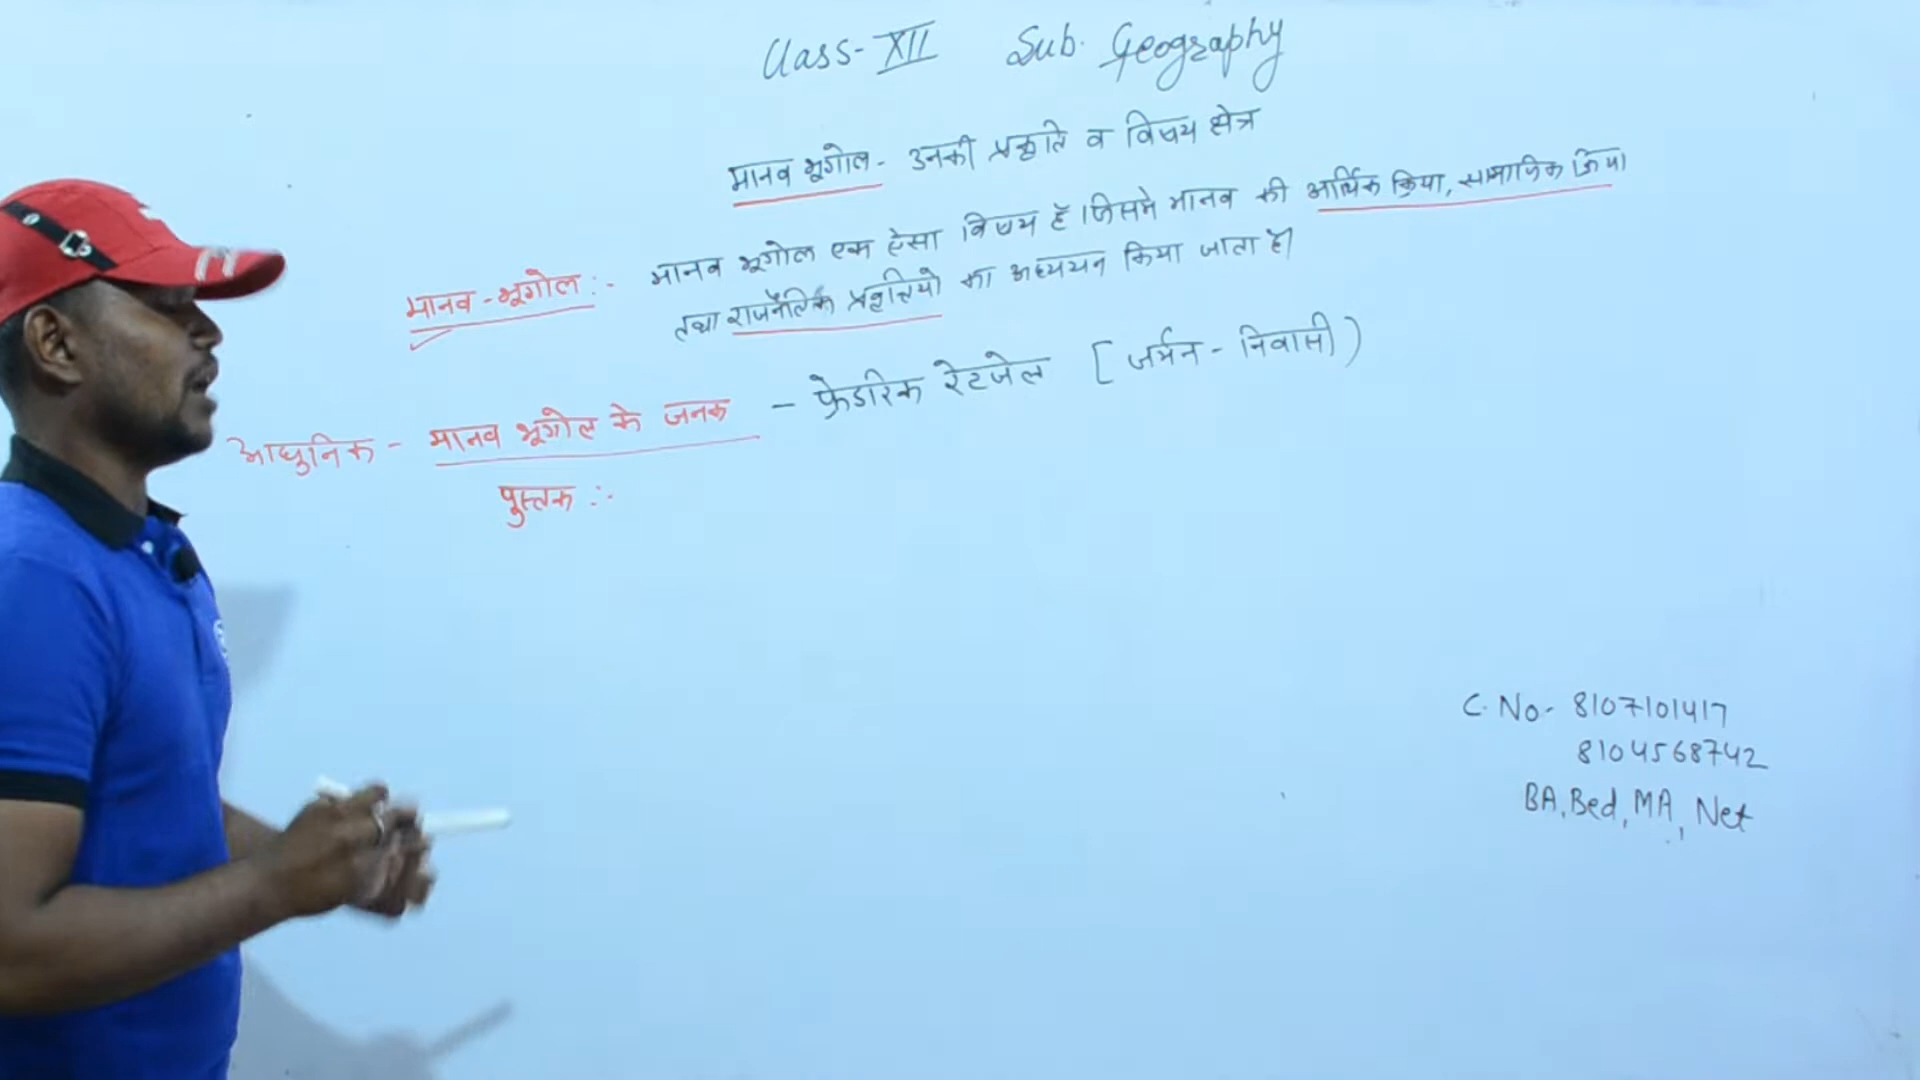 Class- XII Sub. Geography
मानव भूगोल - उनकी प्रकृति व विषय क्षेत्र
मानव-भूगोल :- मानव भूगोल एक ऐसा विषय है। जिसमे मानव की आर्थिक क्रिया, सामाजिक क्रिया
तथा राजनैतिक प्रवृत्तियो का अध्ययन किया जाता है।
आधुनिक - मानव भूगोल के जनक - फ्रेडरिक रेटजेल [जर्मन - निवासी)
पुस्तक :-
C. No- 8107101417
8104568742
BA, Bed, MA, Net